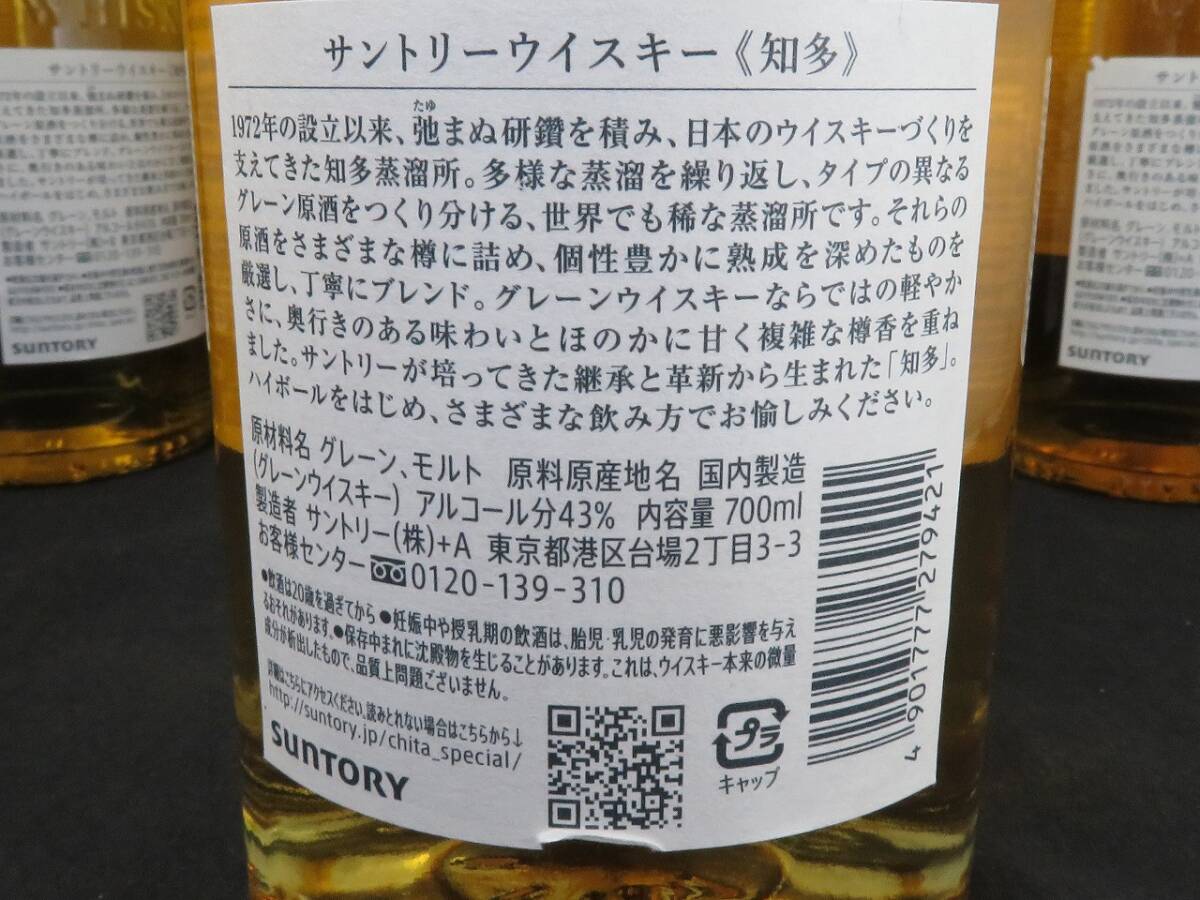 サントリーウイスキー《知多》
たゆ
1972年の設立以来、弛まぬ研鑽を積み、日本のウイスキーづくりを
支えてきた知多蒸溜所。多様な蒸溜を繰り返し、タイプの異なる
グレーン原酒をつくり分ける、世界でも稀な蒸溜所です。それらの
原酒をさまざまな樽に詰め、個性豊かに熟成を深めたものを
厳選し、丁寧にブレンド。グレーンウイスキーならではの軽やか
さに、奥行きのある味わいとほのかに甘く複雑な樽香を重ね
ました。サントリーが培ってきた継承と革新から生まれた「知多」。
ハイボールをはじめ、さまざまな飲み方でお愉しみください。
原材料名 グレーン、モルト 原料原産地名 国内製造
(グレーンウイスキー) アルコール分43% 内容量 700ml
製造者 サントリー(株)+A 東京都港区台場2丁目3-3
お客様センター 0120-139-310
●飲酒は20歳を過ぎてから ●妊娠中や授乳期の飲酒は、胎児・乳児の発育に悪影響を与え
るおそれがあります。●保存中まれに沈殿物を生じることがあります。これは、ウイスキー本来の微量
成分が析出したもので、品質上問題ございません。
詳細はこちらにアクセスください。読みとれない場合はこちらから↓
http://suntory.jp/chita_special/
SUNTORY
プラ
キャップ
4 901777 279421
サントリーウイスキー
SUNTORY
SUNTORY